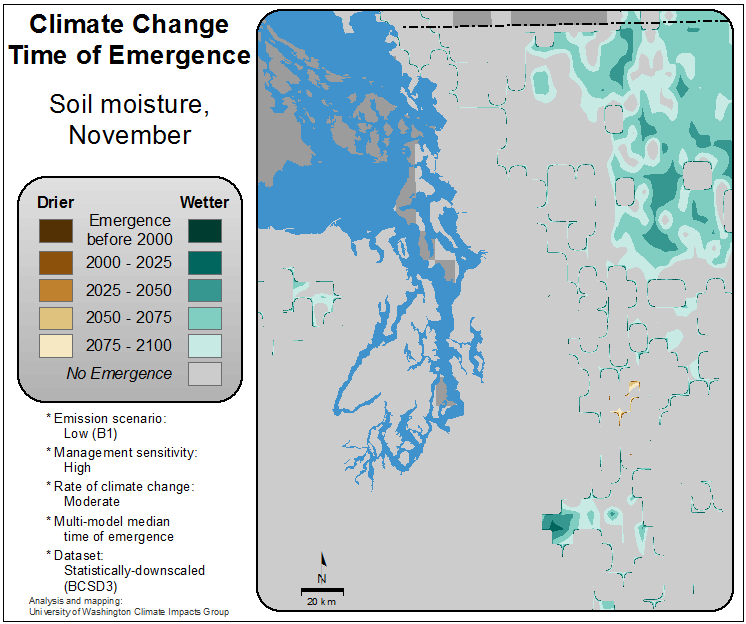 Climate Change
Time of Emergence
Soil moisture,
November
Drier
Wetter
Emergence
before 2000
2000 - 2025
2025 - 2050
2050 - 2075
2075 - 2100
No Emergence
* Emission scenario:
Low (B1)
* Management sensitivity:
High
* Rate of climate change:
Moderate
* Multi-model median
time of emergence
* Dataset:
Statistically-downscaled
(BCSD3)
Analysis and mapping:
University of Washington Climate Impacts Group
N
20 km